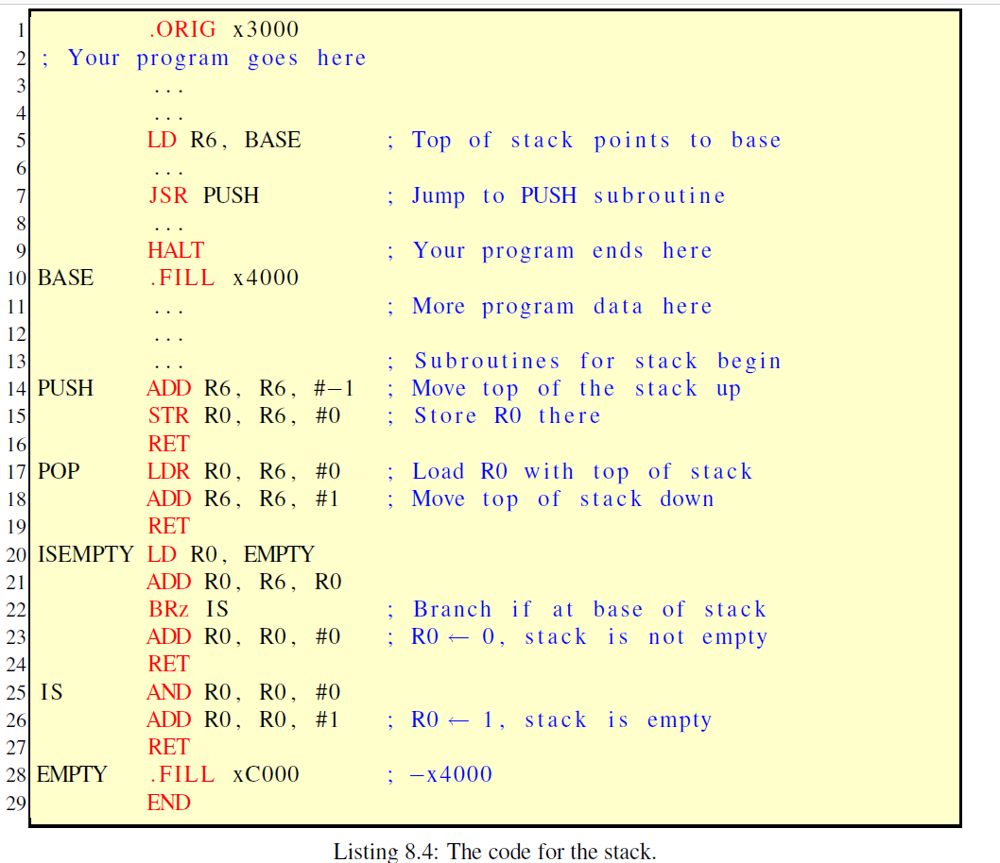 1 .ORIG x3000
2 ; Your program goes here
3 ...
4 ...
5 LD R6, BASE ; Top of stack points to base
6 ...
7 JSR PUSH ; Jump to PUSH subroutine
8 ...
9 HALT ; Your program ends here
10 BASE .FILL x4000
11 ... ; More program data here
12 ...
13 ... ; Subroutines for stack begin
14 PUSH ADD R6, R6, #−1 ; Move top of the stack up
15 STR R0, R6, #0 ; Store R0 there
16 RET
17 POP LDR R0, R6, #0 ; Load R0 with top of stack
18 ADD R6, R6, #1 ; Move top of stack down
19 RET
20 ISEMPTY LD R0, EMPTY
21 ADD R0, R6, R0
22 BRz IS ; Branch if at base of stack
23 ADD R0, R0, #0 ; R0 ← 0, stack is not empty
24 RET
25 IS AND R0, R0, #0
26 ADD R0, R0, #1 ; R0 ← 1, stack is empty
27 RET
28 EMPTY .FILL xC000 ; −x4000
29 END
Listing 8.4: The code for the stack.